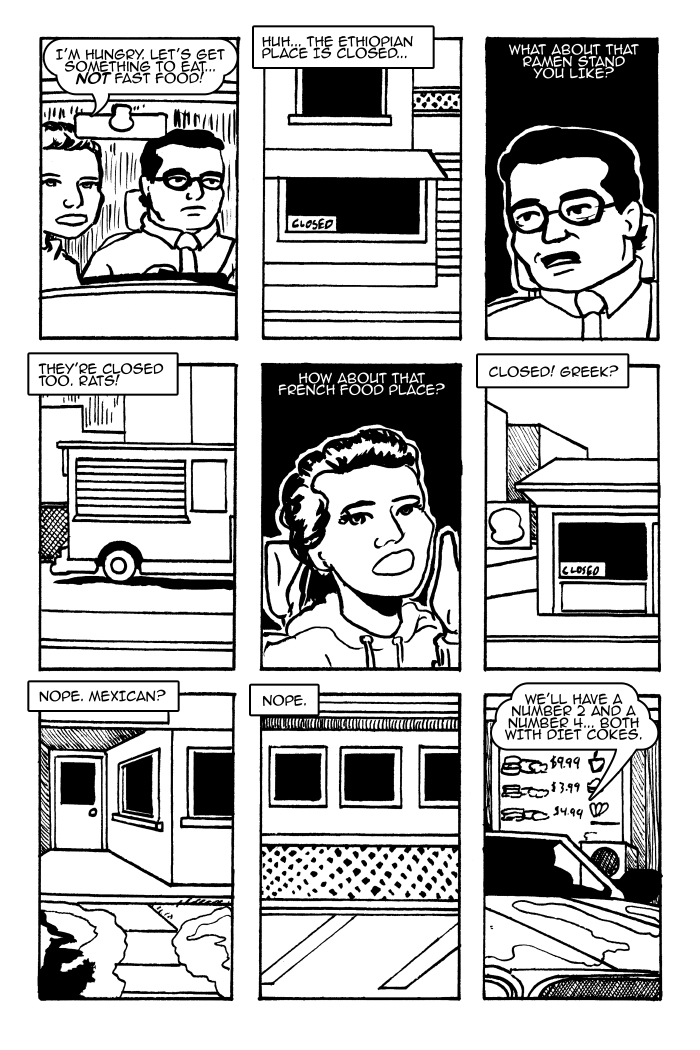 I'M HUNGRY. LET'S GET
SOMETHING TO EAT...
NOT FAST FOOD!
HUH... THE ETHIOPIAN
PLACE IS CLOSED...
CLOSED
WHAT ABOUT THAT
RAMEN STAND
YOU LIKE?
THEY'RE CLOSED
TOO. RATS!
HOW ABOUT THAT
FRENCH FOOD PLACE?
CLOSED! GREEK?
CLOSED
NOPE. MEXICAN?
NOPE.
WE'LL HAVE A
NUMBER 2 AND A
NUMBER 4... BOTH
WITH DIET COKES.
$9.99
$3.99
$4.99